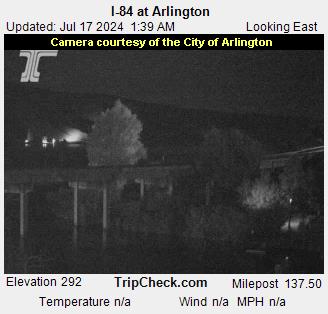 I-84 at Arlington
Updated: Jul 17 2024 1:39 AM Looking East
Camera courtesy of the City of Arlington
Elevation 292 TripCheck.com Milepost 137.50
Temperature n/a Wind n/a MPH n/a